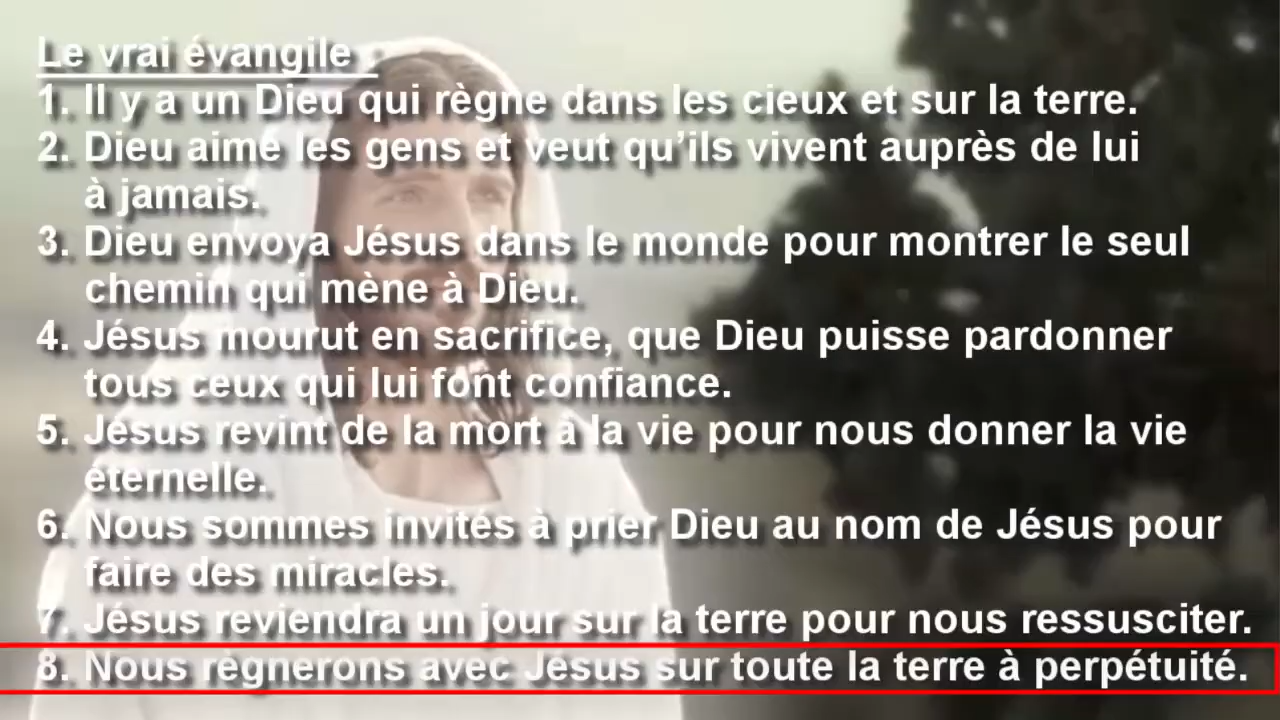 Le vrai évangile :
1. Il y a un Dieu qui règne dans les cieux et sur la terre.
2. Dieu aime les gens et veut qu’ils vivent auprès de lui
à jamais.
3. Dieu envoya Jésus dans le monde pour montrer le seul
chemin qui mène à Dieu.
4. Jésus mourut en sacrifice, que Dieu puisse pardonner
tous ceux qui lui font confiance.
5. Jésus revint de la mort à la vie pour nous donner la vie
éternelle.
6. Nous sommes invités à prier Dieu au nom de Jésus pour
faire des miracles.
7. Jésus reviendra un jour sur la terre pour nous ressusciter.
8. Nous règnerons avec Jésus sur toute la terre à perpétuité.